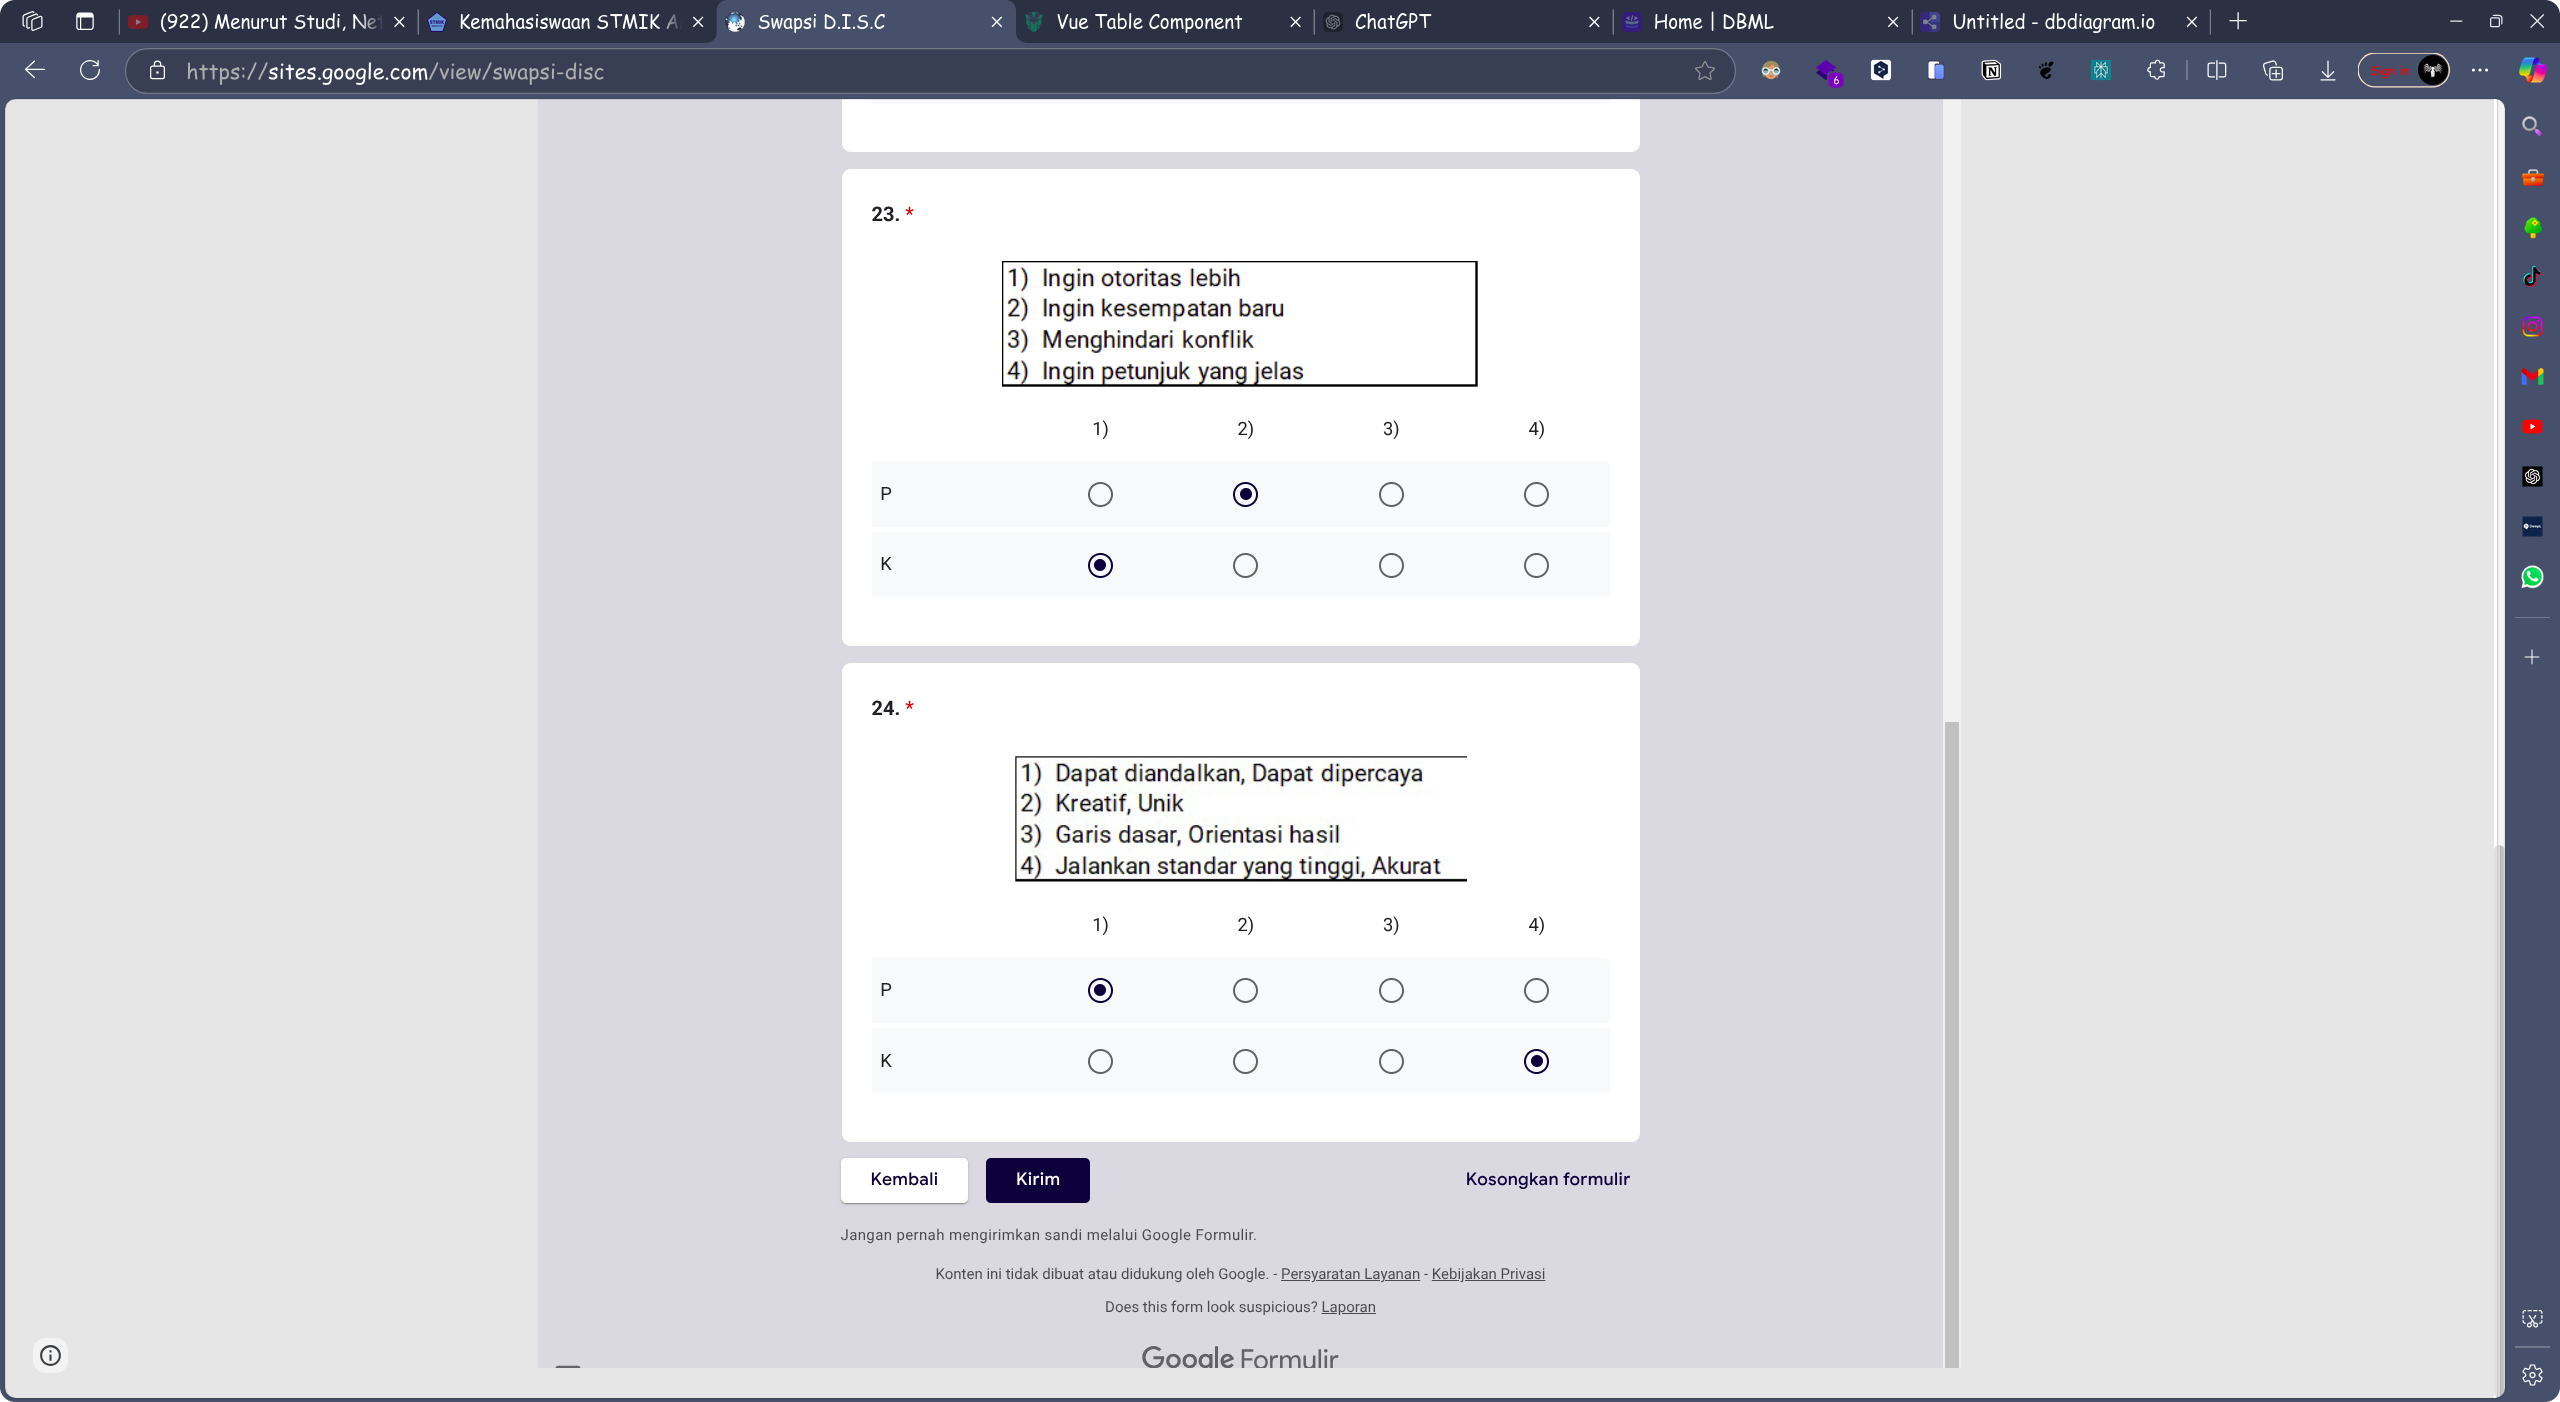 (922) Menurut Studi, Ne
Kemahasiswaan STMIK A
Swapsi D.I.S.C
Vue Table Component
ChatGPT
Home | DBML
Untitled - dbdiagram.io
https://sites.google.com/view/swapsi-disc
6
Sign in
23. *
1) Ingin otoritas lebih
2) Ingin kesempatan baru
3) Menghindari konflik
4) Ingin petunjuk yang jelas
1) 2) 3) 4)
P
K
24. *
1) Dapat diandalkan, Dapat dipercaya
2) Kreatif, Unik
3) Garis dasar, Orientasi hasil
4) Jalankan standar yang tinggi, Akurat
1) 2) 3) 4)
P
K
Kembali
Kirim
Kosongkan formulir
Jangan pernah mengirimkan sandi melalui Google Formulir.
Konten ini tidak dibuat atau didukung oleh Google. - Persyaratan Layanan - Kebijakan Privasi
Does this form look suspicious? Laporan
Google Formulir